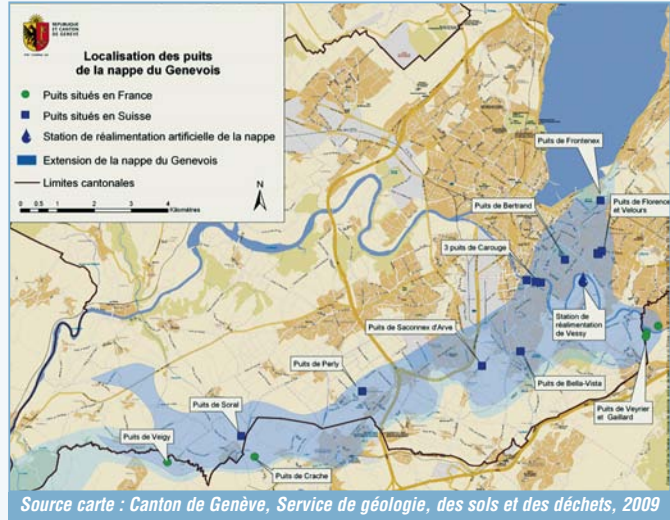 REPUBLIQUE
ET CANTON
DE GENEVE
Localisation des puits
de la nappe du Genevois
Puits situés en France
Puits situés en Suisse
Station de réalimentation artificielle de la nappe
Extension de la nappe du Genevois
Limites cantonales
N
0 0.5 1 2 3 4
Kilomètres
Puits de Frontenex
Puits de Florence
et Velours
Puits de Bertrand
3 puits de Carouge
Station de
réalimentation
de Vessy
Puits de Saconnex d'Arve
Puits de Perly
Puits de Bella-Vista
Puits de Veyrier
et Gaillard
Puits de Soral
Puits de Veigy
Puits de Crache
Source carte : Canton de Genève, Service de géologie, des sols et des déchets, 2009